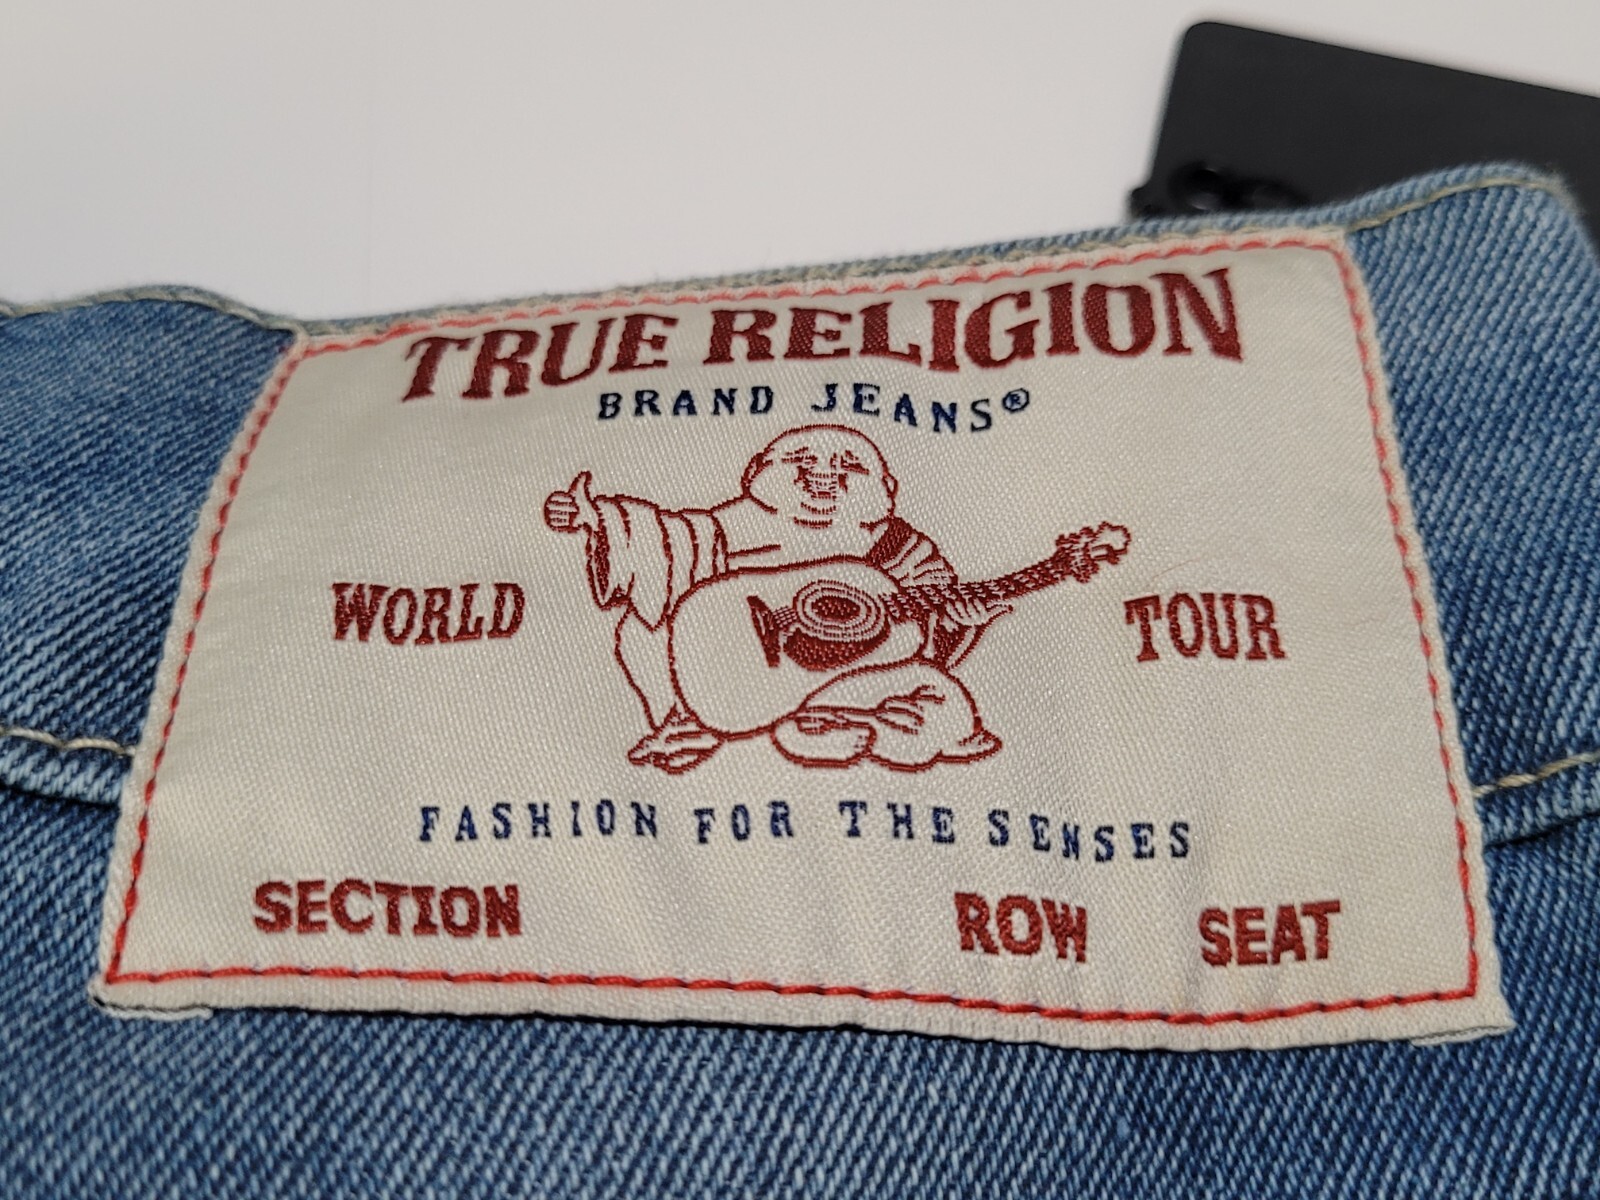 TRUE RELIGION
BRAND JEANS®
WORLD TOUR
FASHION FOR THE SENSES
SECTION ROW SEAT